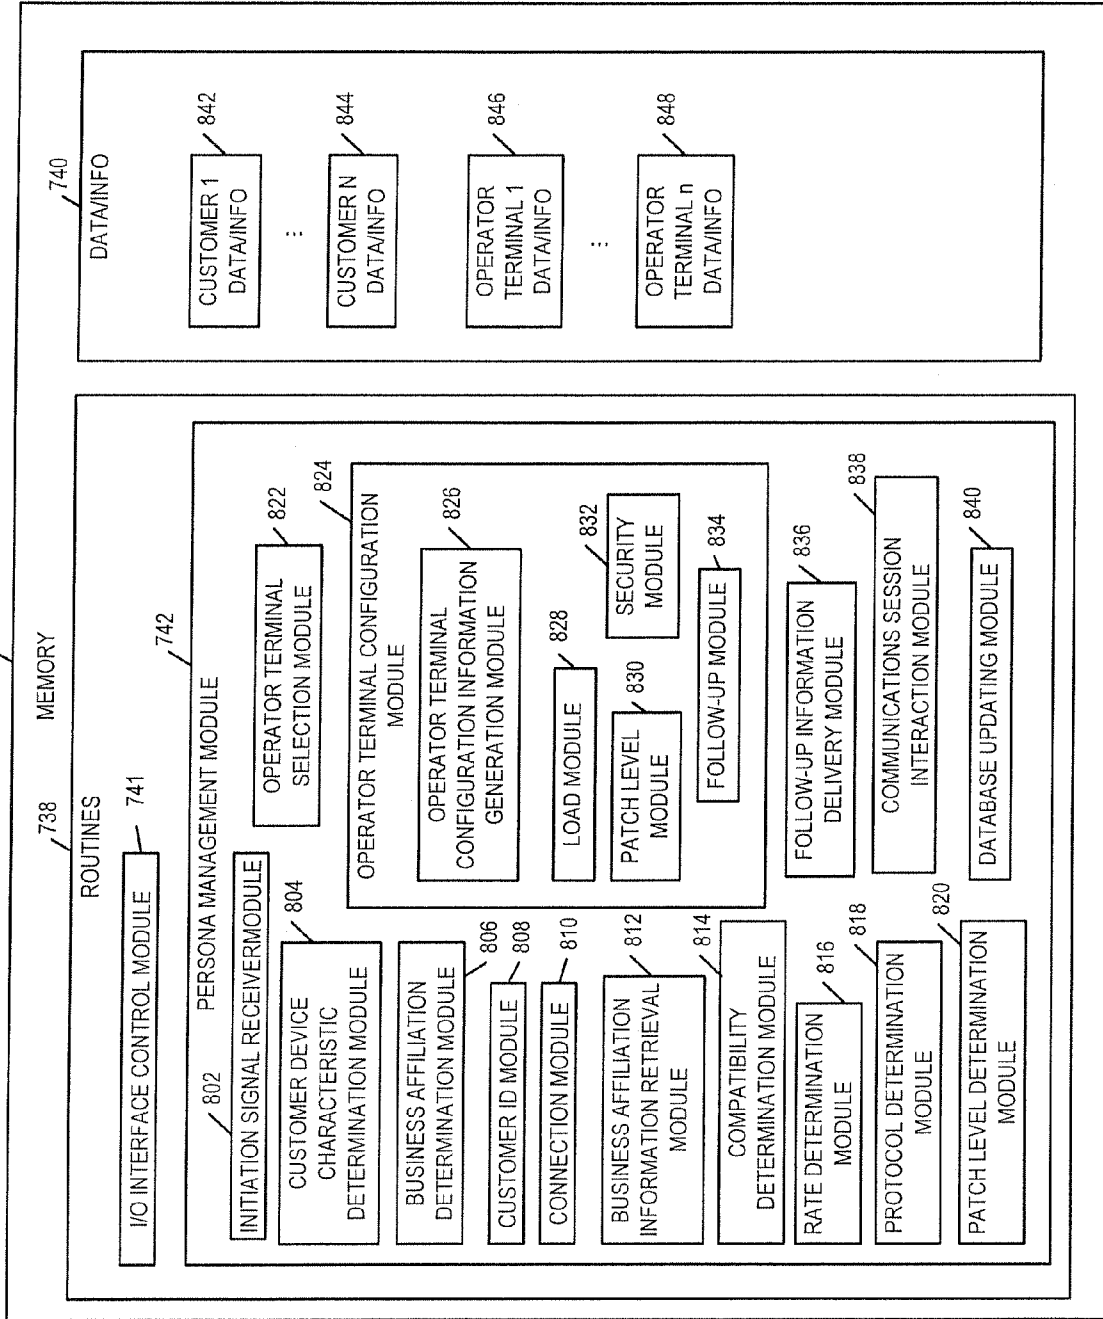 MEMORY
738
ROUTINES
741
I/O INTERFACE CONTROL MODULE
742
PERSONA MANAGEMENT MODULE
802
INITIATION SIGNAL RECEIVERMODULE
804
CUSTOMER DEVICE
CHARACTERISTIC
DETERMINATION MODULE
806
BUSINESS AFFILIATION
DETERMINATION MODULE
808
CUSTOMER ID MODULE
810
CONNECTION MODULE
812
BUSINESS AFFILIATION
INFORMATION RETRIEVAL
MODULE
814
COMPATIBILITY
DETERMINATION MODULE
816
RATE DETERMINATION
MODULE
818
PROTOCOL DETERMINATION
MODULE
820
PATCH LEVEL DETERMINATION
MODULE
822
OPERATOR TERMINAL
SELECTION MODULE
824
OPERATOR TERMINAL CONFIGURATION
MODULE
826
OPERATOR TERMINAL
CONFIGURATION INFORMATION
GENERATION MODULE
828
LOAD MODULE
830
PATCH LEVEL
MODULE
832
SECURITY
MODULE
834
FOLLOW-UP MODULE
836
FOLLOW-UP INFORMATION
DELIVERY MODULE
838
COMMUNICATIONS SESSION
INTERACTION MODULE
840
DATABASE UPDATING MODULE
740
DATA/INFO
842
CUSTOMER 1
DATA/INFO
...
844
CUSTOMER N
DATA/INFO
846
OPERATOR
TERMINAL 1
DATA/INFO
...
848
OPERATOR
TERMINAL n
DATA/INFO